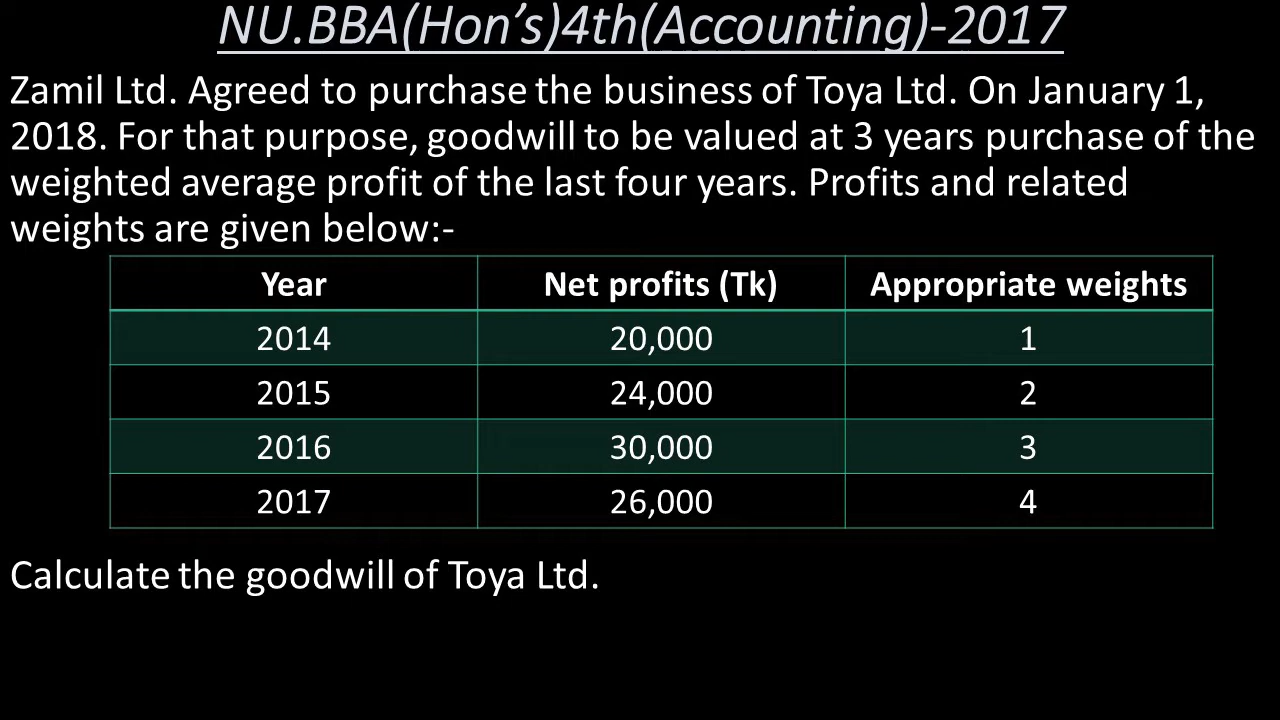 NU.BBA(Hon’s)4th(Accounting)-2017
Zamil Ltd. Agreed to purchase the business of Toya Ltd. On January 1,
2018. For that purpose, goodwill to be valued at 3 years purchase of the
weighted average profit of the last four years. Profits and related
weights are given below:-
Year Net profits (Tk) Appropriate weights
2014 20,000 1
2015 24,000 2
2016 30,000 3
2017 26,000 4
Calculate the goodwill of Toya Ltd.